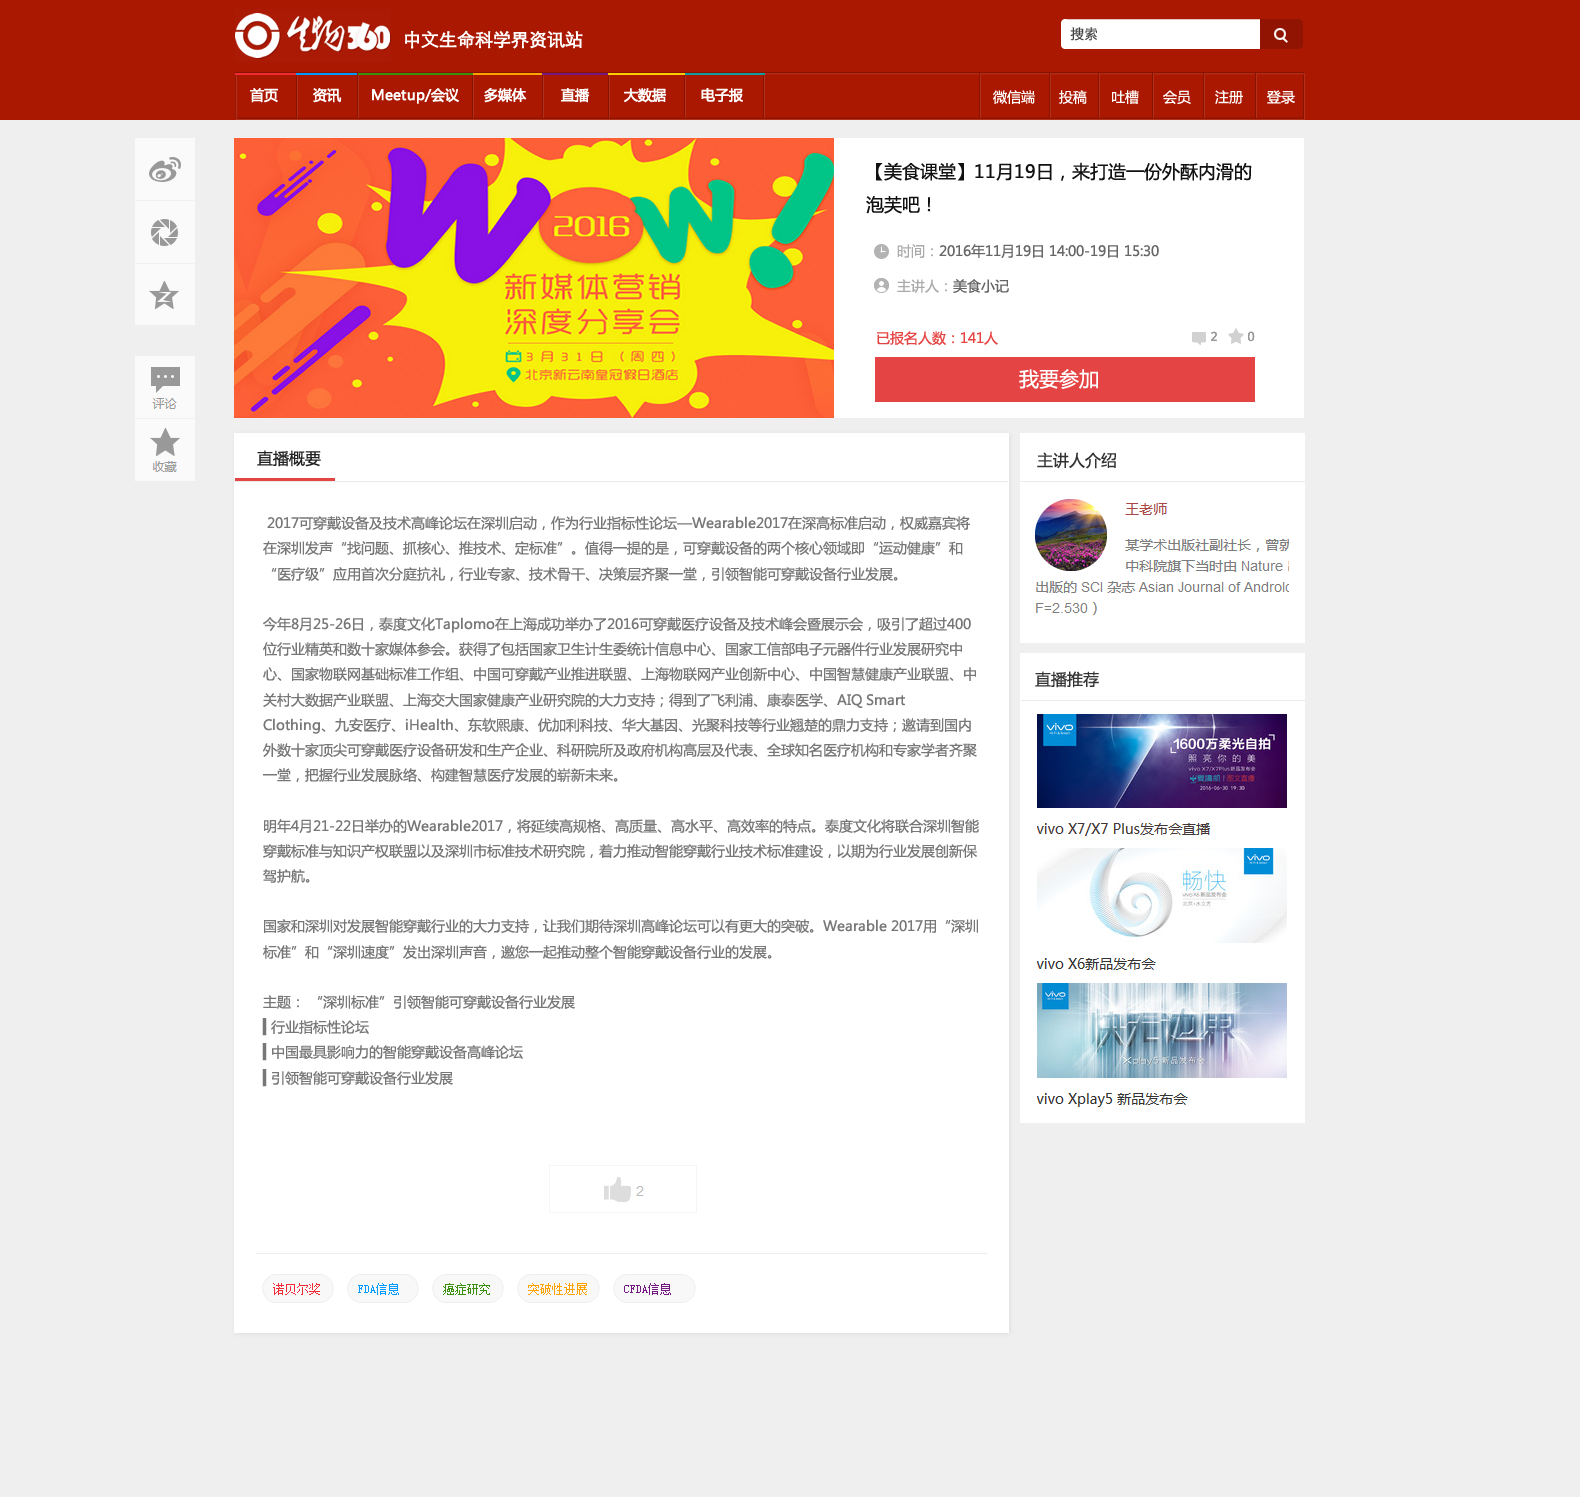 生物360 中文生命科学界资讯站
搜索
首页 资讯 Meetup/会议 多媒体 直播 大数据 电子报 微信端 投稿 吐槽 会员 注册 登录
评论
收藏
WOW!
2016
新媒体营销
深度分享会
3月31日（周四）
北京新云南皇冠假日酒店
【美食课堂】11月19日，来打造一份外酥内滑的
泡芙吧！
时间：2016年11月19日 14:00-19日 15:30
主讲人：美食小记
已报名人数：141人 2 0
我要参加
直播概要
2017可穿戴设备及技术高峰论坛在深圳启动，作为行业指标性论坛—Wearable2017在深高标准启动，权威嘉宾将
在深圳发声“找问题、抓核心、推技术、定标准”。值得一提的是，可穿戴设备的两个核心领域即“运动健康”和
“医疗级”应用首次分庭抗礼，行业专家、技术骨干、决策层齐聚一堂，引领智能可穿戴设备行业发展。
今年8月25-26日，泰度文化Taplomo在上海成功举办了2016可穿戴医疗设备及技术峰会暨展示会，吸引了超过400
位行业精英和数十家媒体参会。获得了包括国家卫生计生委统计信息中心、国家工信部电子元器件行业发展研究中
心、国家物联网基础标准工作组、中国可穿戴产业推进联盟、上海物联网产业创新中心、中国智慧健康产业联盟、中
关村大数据产业联盟、上海交大国家健康产业研究院的大力支持；得到了飞利浦、康泰医学、AIQ Smart
Clothing、九安医疗、iHealth、东软熙康、优加利科技、华大基因、光聚科技等行业翘楚的鼎力支持；邀请到国内
外数十家顶尖可穿戴医疗设备研发和生产企业、科研院所及政府机构高层及代表、全球知名医疗机构和专家学者齐聚
一堂，把握行业发展脉络、构建智慧医疗发展的崭新未来。
明年4月21-22日举办的Wearable2017，将延续高规格、高质量、高水平、高效率的特点。泰度文化将联合深圳智能
穿戴标准与知识产权联盟以及深圳市标准技术研究院，着力推动智能穿戴行业技术标准建设，以期为行业发展创新保
驾护航。
国家和深圳对发展智能穿戴行业的大力支持，让我们期待深圳高峰论坛可以有更大的突破。Wearable 2017用“深圳
标准”和“深圳速度”发出深圳声音，邀您一起推动整个智能穿戴设备行业的发展。
主题： “深圳标准”引领智能可穿戴设备行业发展
行业指标性论坛
中国最具影响力的智能穿戴设备高峰论坛
引领智能可穿戴设备行业发展
2
诺贝尔奖 FDA信息 癌症研究 突破性进展 CFDA信息
主讲人介绍
王老师
某学术出版社副社长，曾就
中科院旗下当时由 Nature
出版的 SCI 杂志 Asian Journal of Androlo
F=2.530 )
直播推荐
vivo
1600万柔光自拍
照亮你的美
vivo X7/X7Plus新品发布会
图文直播
2016-06-30 19:30
vivo X7/X7 Plus发布会直播
vivo
畅快
vivoX6新品发布会
北京·水立方
vivo X6新品发布会
vivo
Xplay5 新品发布会
vivo Xplay5 新品发布会